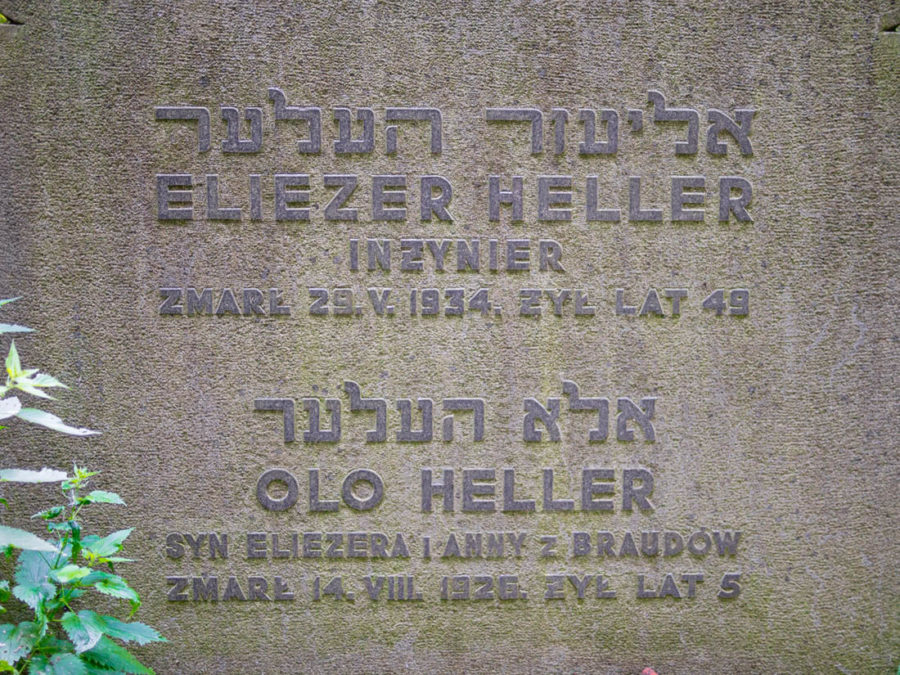 אליעזר העלער
ELIEZER HELLER
INŻYNIER
ZMARŁ 29.V.1934. ŻYŁ LAT 49
אלא העלער
OLO HELLER
SYN ELIEZERA I ANNY Z BRAUDÓW
ZMARŁ 14.VIII.1926. ŻYŁ LAT 5